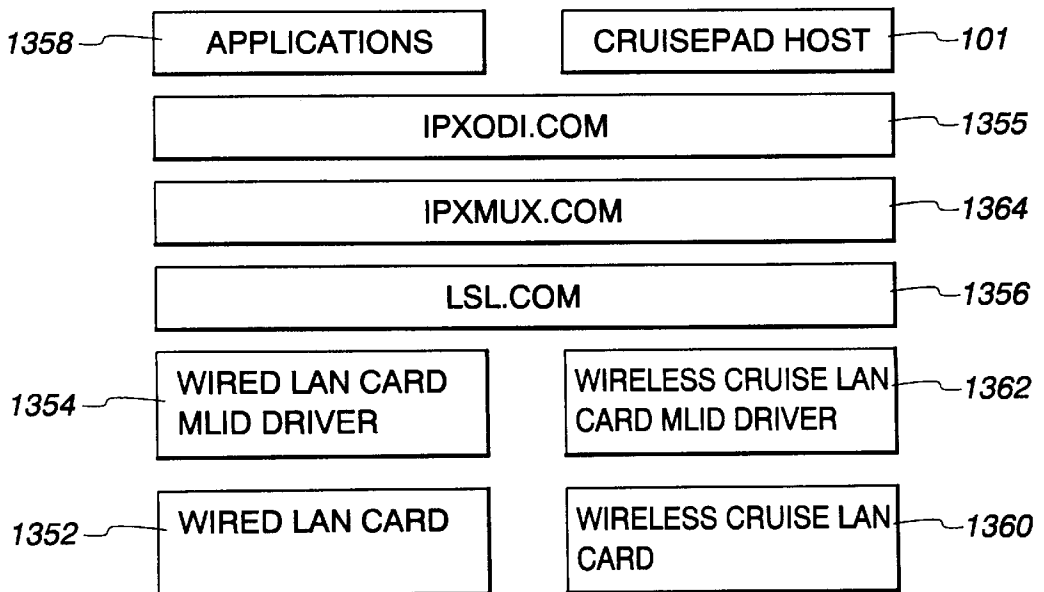 1358 APPLICATIONS CRUISEPAD HOST 101
IPXODI.COM 1355
IPXMUX.COM 1364
LSL.COM 1356
1354 WIRED LAN CARD
MLID DRIVER
WIRELESS CRUISE LAN
CARD MLID DRIVER 1362
1352 WIRED LAN CARD
WIRELESS CRUISE LAN
CARD 1360